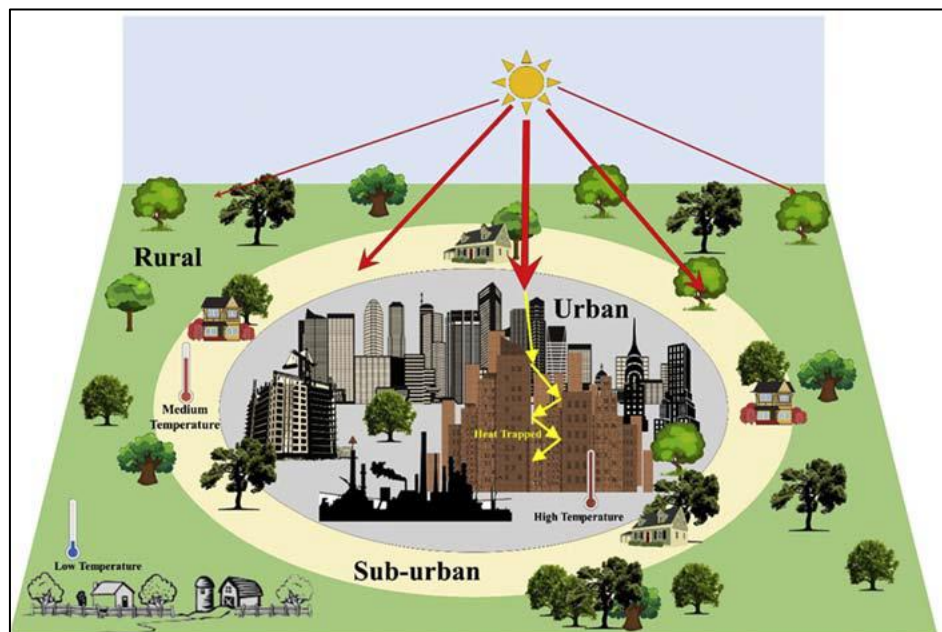 Rural
Urban
Medium
Temperature
Heat Trapped
High Temperature
Low Temperature
Sub-urban